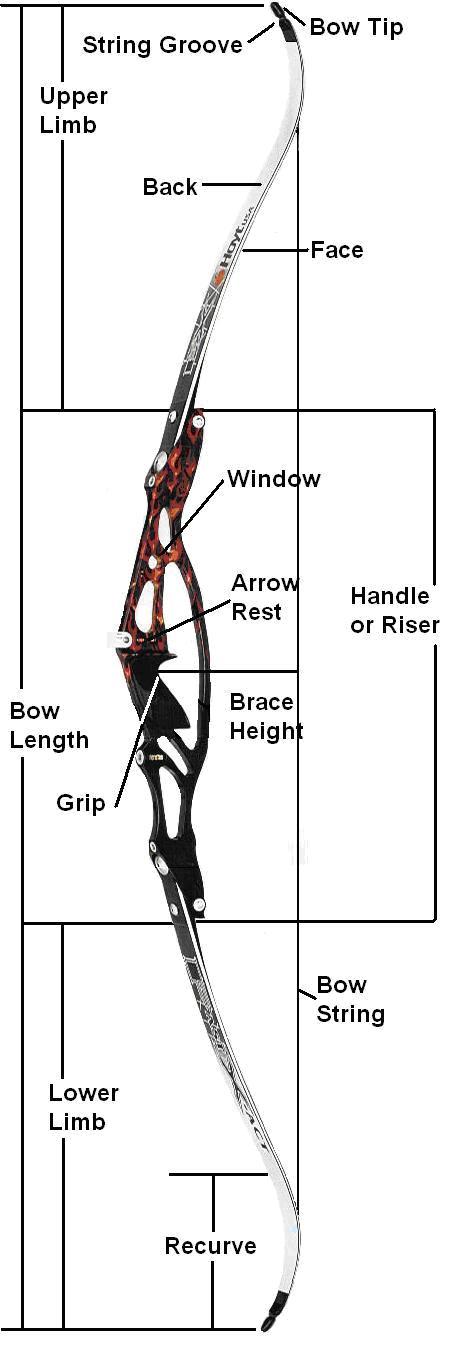 Bow Tip
String Groove
Upper
Limb
Back
Face
Hoyt USA
Window
Arrow
Rest
Handle
or Riser
Brace
Height
Bow
Length
Grip
Bow
String
Lower
Limb
Recurve